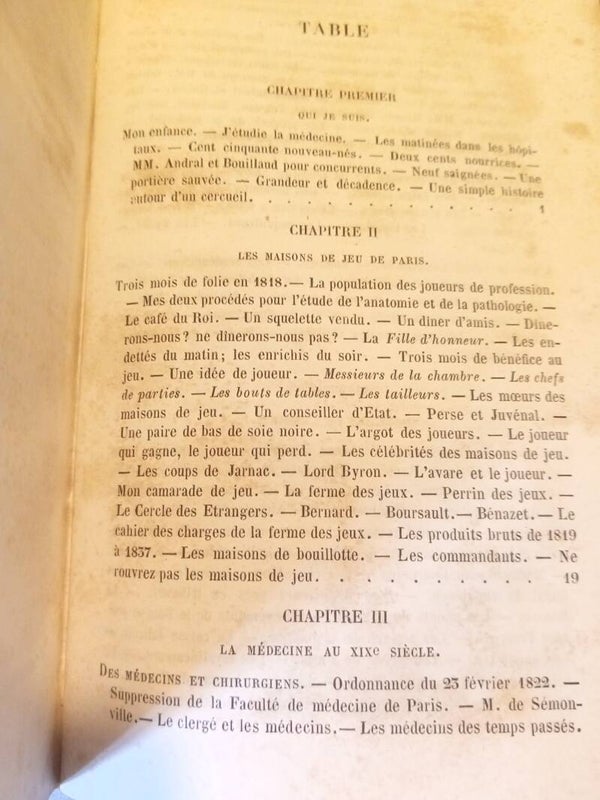 TABLE
CHAPITRE PREMIER
QUI JE SUIS.
Mon enfance. — J'étudie la médecine. — Les matinées dans les hôpi-
taux. — Cent cinquante nouveau-nés. — Deux cents nourrices. —
MM. Andral et Bouillaud pour concurrents. — Neuf saignées. — Une
portière sauvée. — Grandeur et décadence. — Une simple histoire
autour d'un cercueil. . . . . . . . . . . . . . . 1
CHAPITRE II
LES MAISONS DE JEU DE PARIS.
Trois mois de folie en 1818. — La population des joueurs de profession.
— Mes deux procédés pour l'étude de l'anatomie et de la pathologie. —
Le café du Roi. — Un squelette vendu. — Un dîner d'amis. — Dîne-
rons-nous? ne dînerons-nous pas? — La Fille d'honneur. — Les en-
dettés du matin; les enrichis du soir. — Trois mois de bénéfice au
jeu. — Une idée de joueur. — Messieurs de la chambre. — Les chefs
de parties. — Les bouts de tables. — Les tailleurs. — Les mœurs des
maisons de jeu. — Un conseiller d'Etat. — Perse et Juvénal. —
Une paire de bas de soie noire. — L'argot des joueurs. — Le joueur
qui gagne, le joueur qui perd. — Les célébrités des maisons de jeu.
— Les coups de Jarnac. — Lord Byron. — L'avare et le joueur. —
Mon camarade de jeu. — La ferme des jeux. — Perrin des jeux. —
Le Cercle des Etrangers. — Bernard. — Boursault. — Bénazet. — Le
cahier des charges de la ferme des jeux. — Les produits bruts de 1819
à 1837. — Les maisons de bouillotte. — Les commandants. — Ne
rouvrez pas les maisons de jeu. . . . . . . . . . . 19
CHAPITRE III
LA MÉDECINE AU XIXe SIÈCLE.
DES MÉDECINS ET CHIRURGIENS. — Ordonnance du 23 février 1822. —
Suppression de la Faculté de médecine de Paris. — M. de Sémon-
ville. — Le clergé et les médecins. — Les médecins des temps passés.